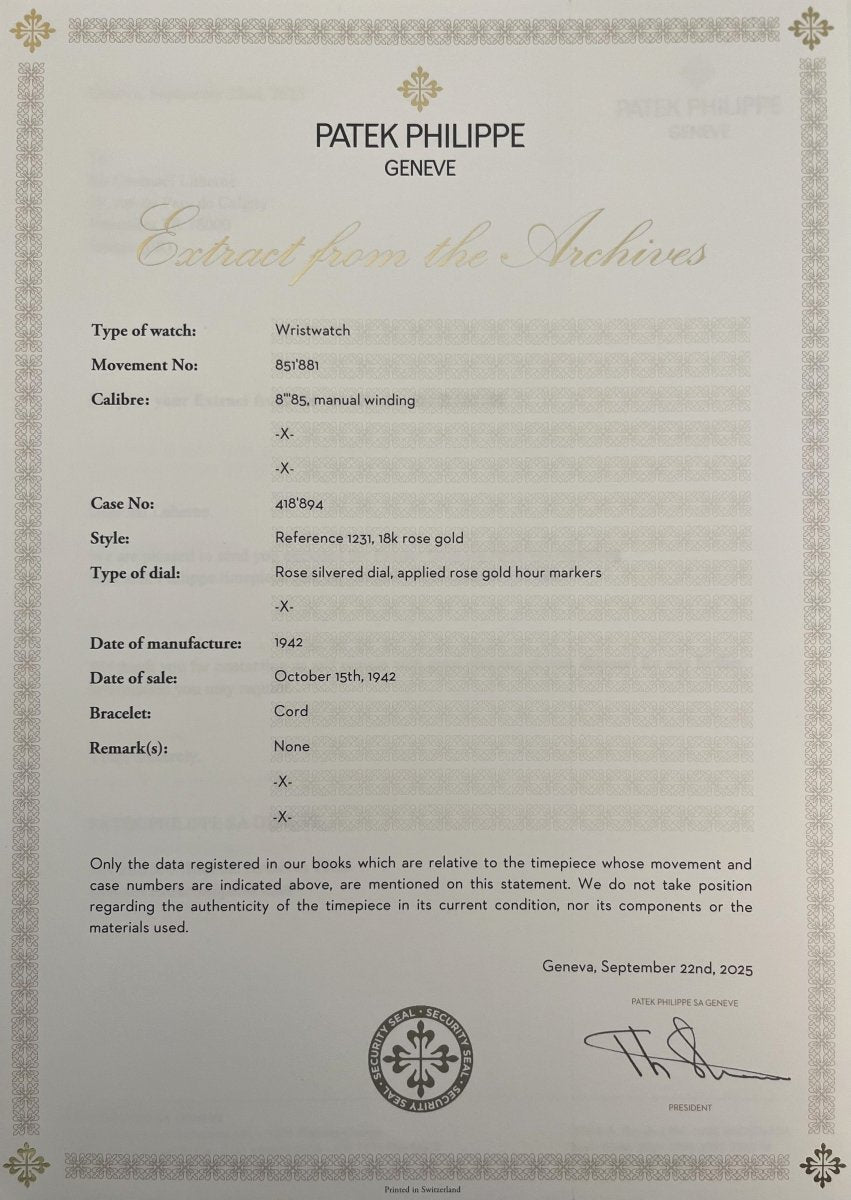 PATEK PHILIPPE
GENEVE
Extract from the Archives
Type of watch: Wristwatch
Movement No: 851'881
Calibre: 8'''85, manual winding
-X-
-X-
Case No: 418'894
Style: Reference 1231, 18k rose gold
Type of dial: Rose silvered dial, applied rose gold hour markers
-X-
Date of manufacture: 1942
Date of sale: October 15th, 1942
Bracelet: Cord
Remark(s): None
-X-
-X-
Only the data registered in our books which are relative to the timepiece whose movement and
case numbers are indicated above, are mentioned on this statement. We do not take position
regarding the authenticity of the timepiece in its current condition, nor its components or the
materials used.
Geneva, September 22nd, 2025
PATEK PHILIPPE SA GENEVE
SECURITY SEAL · SECURITY SEAL · SECURITY SEAL ·
PRESIDENT
Printed in Switzerland